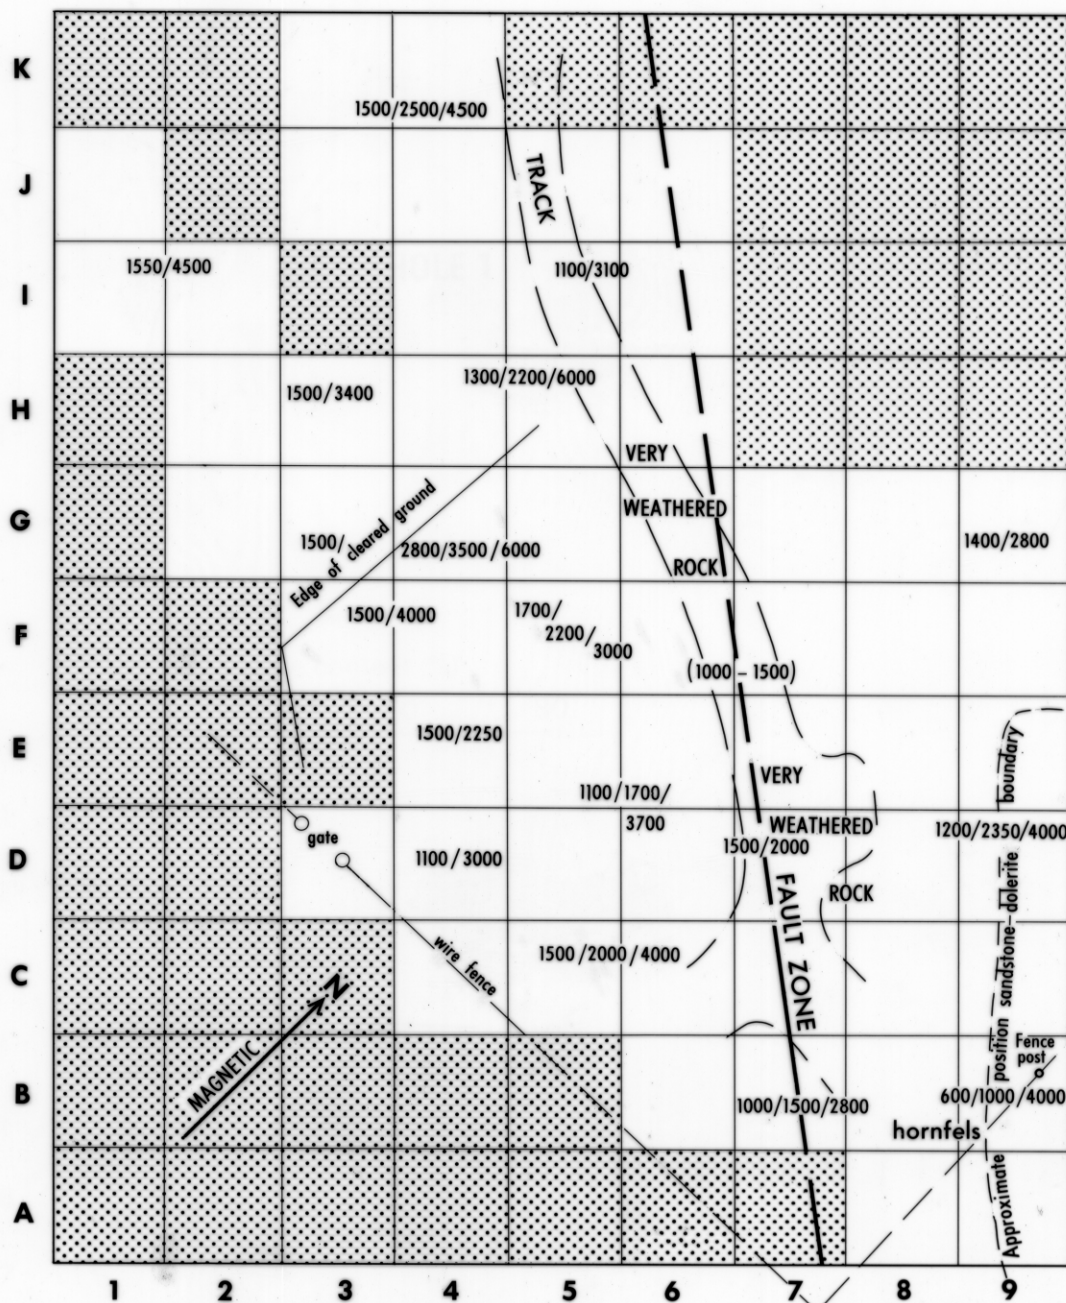 K
1500/2500/4500
J
TRACK
1550/4500
I
1100/3100
H
1500/3400
1300/2200/6000
VERY
G
Edge of cleared ground
1500/
2800/3500/6000
WEATHERED
ROCK
1400/2800
F
1500/4000
1700/
2200/
3000
(1000 – 1500)
E
1500/2250
VERY
1100/1700/
3700
D
gate
1100/3000
1500/2000
WEATHERED
ROCK
1200/2350/4000
FAULT ZONE
C
wire fence
1500/2000/4000
N
MAGNETIC
Fence
post
B
1000/1500/2800
600/1000/4000
hornfels
Approximate position sandstone–dolerite boundary
A
1 2 3 4 5 6 7 8 9